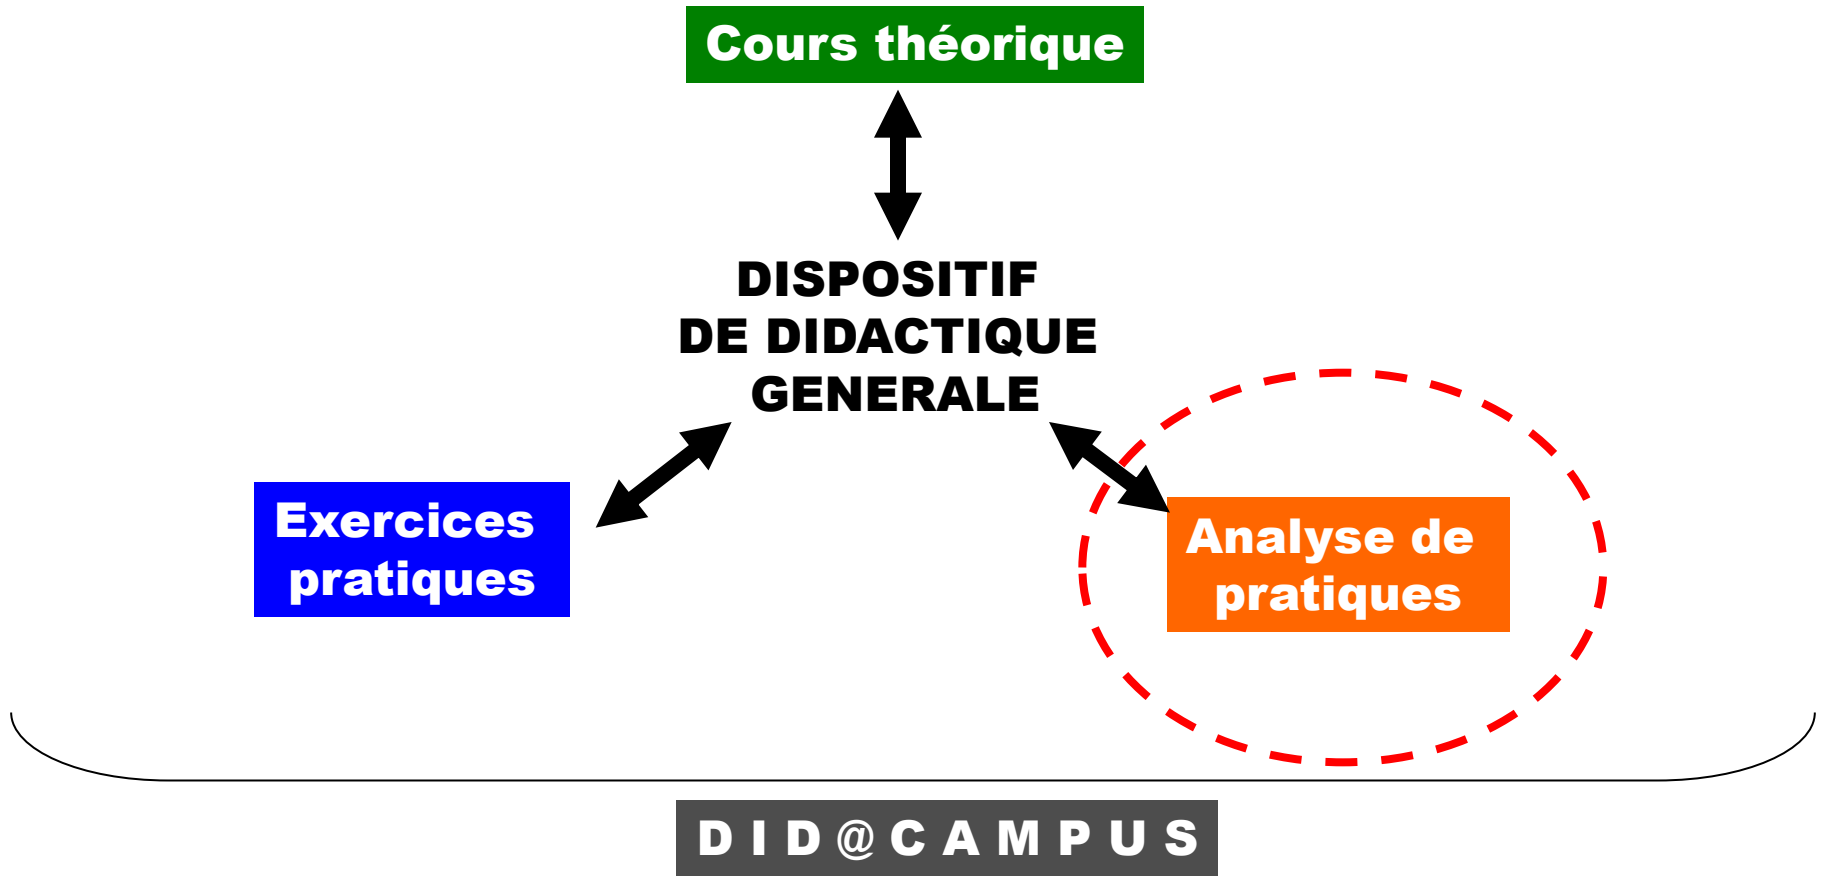 Cours théorique
DISPOSITIF
DE DIDACTIQUE
GENERALE
Exercices
pratiques
Analyse de
pratiques
DID@CAMPUS